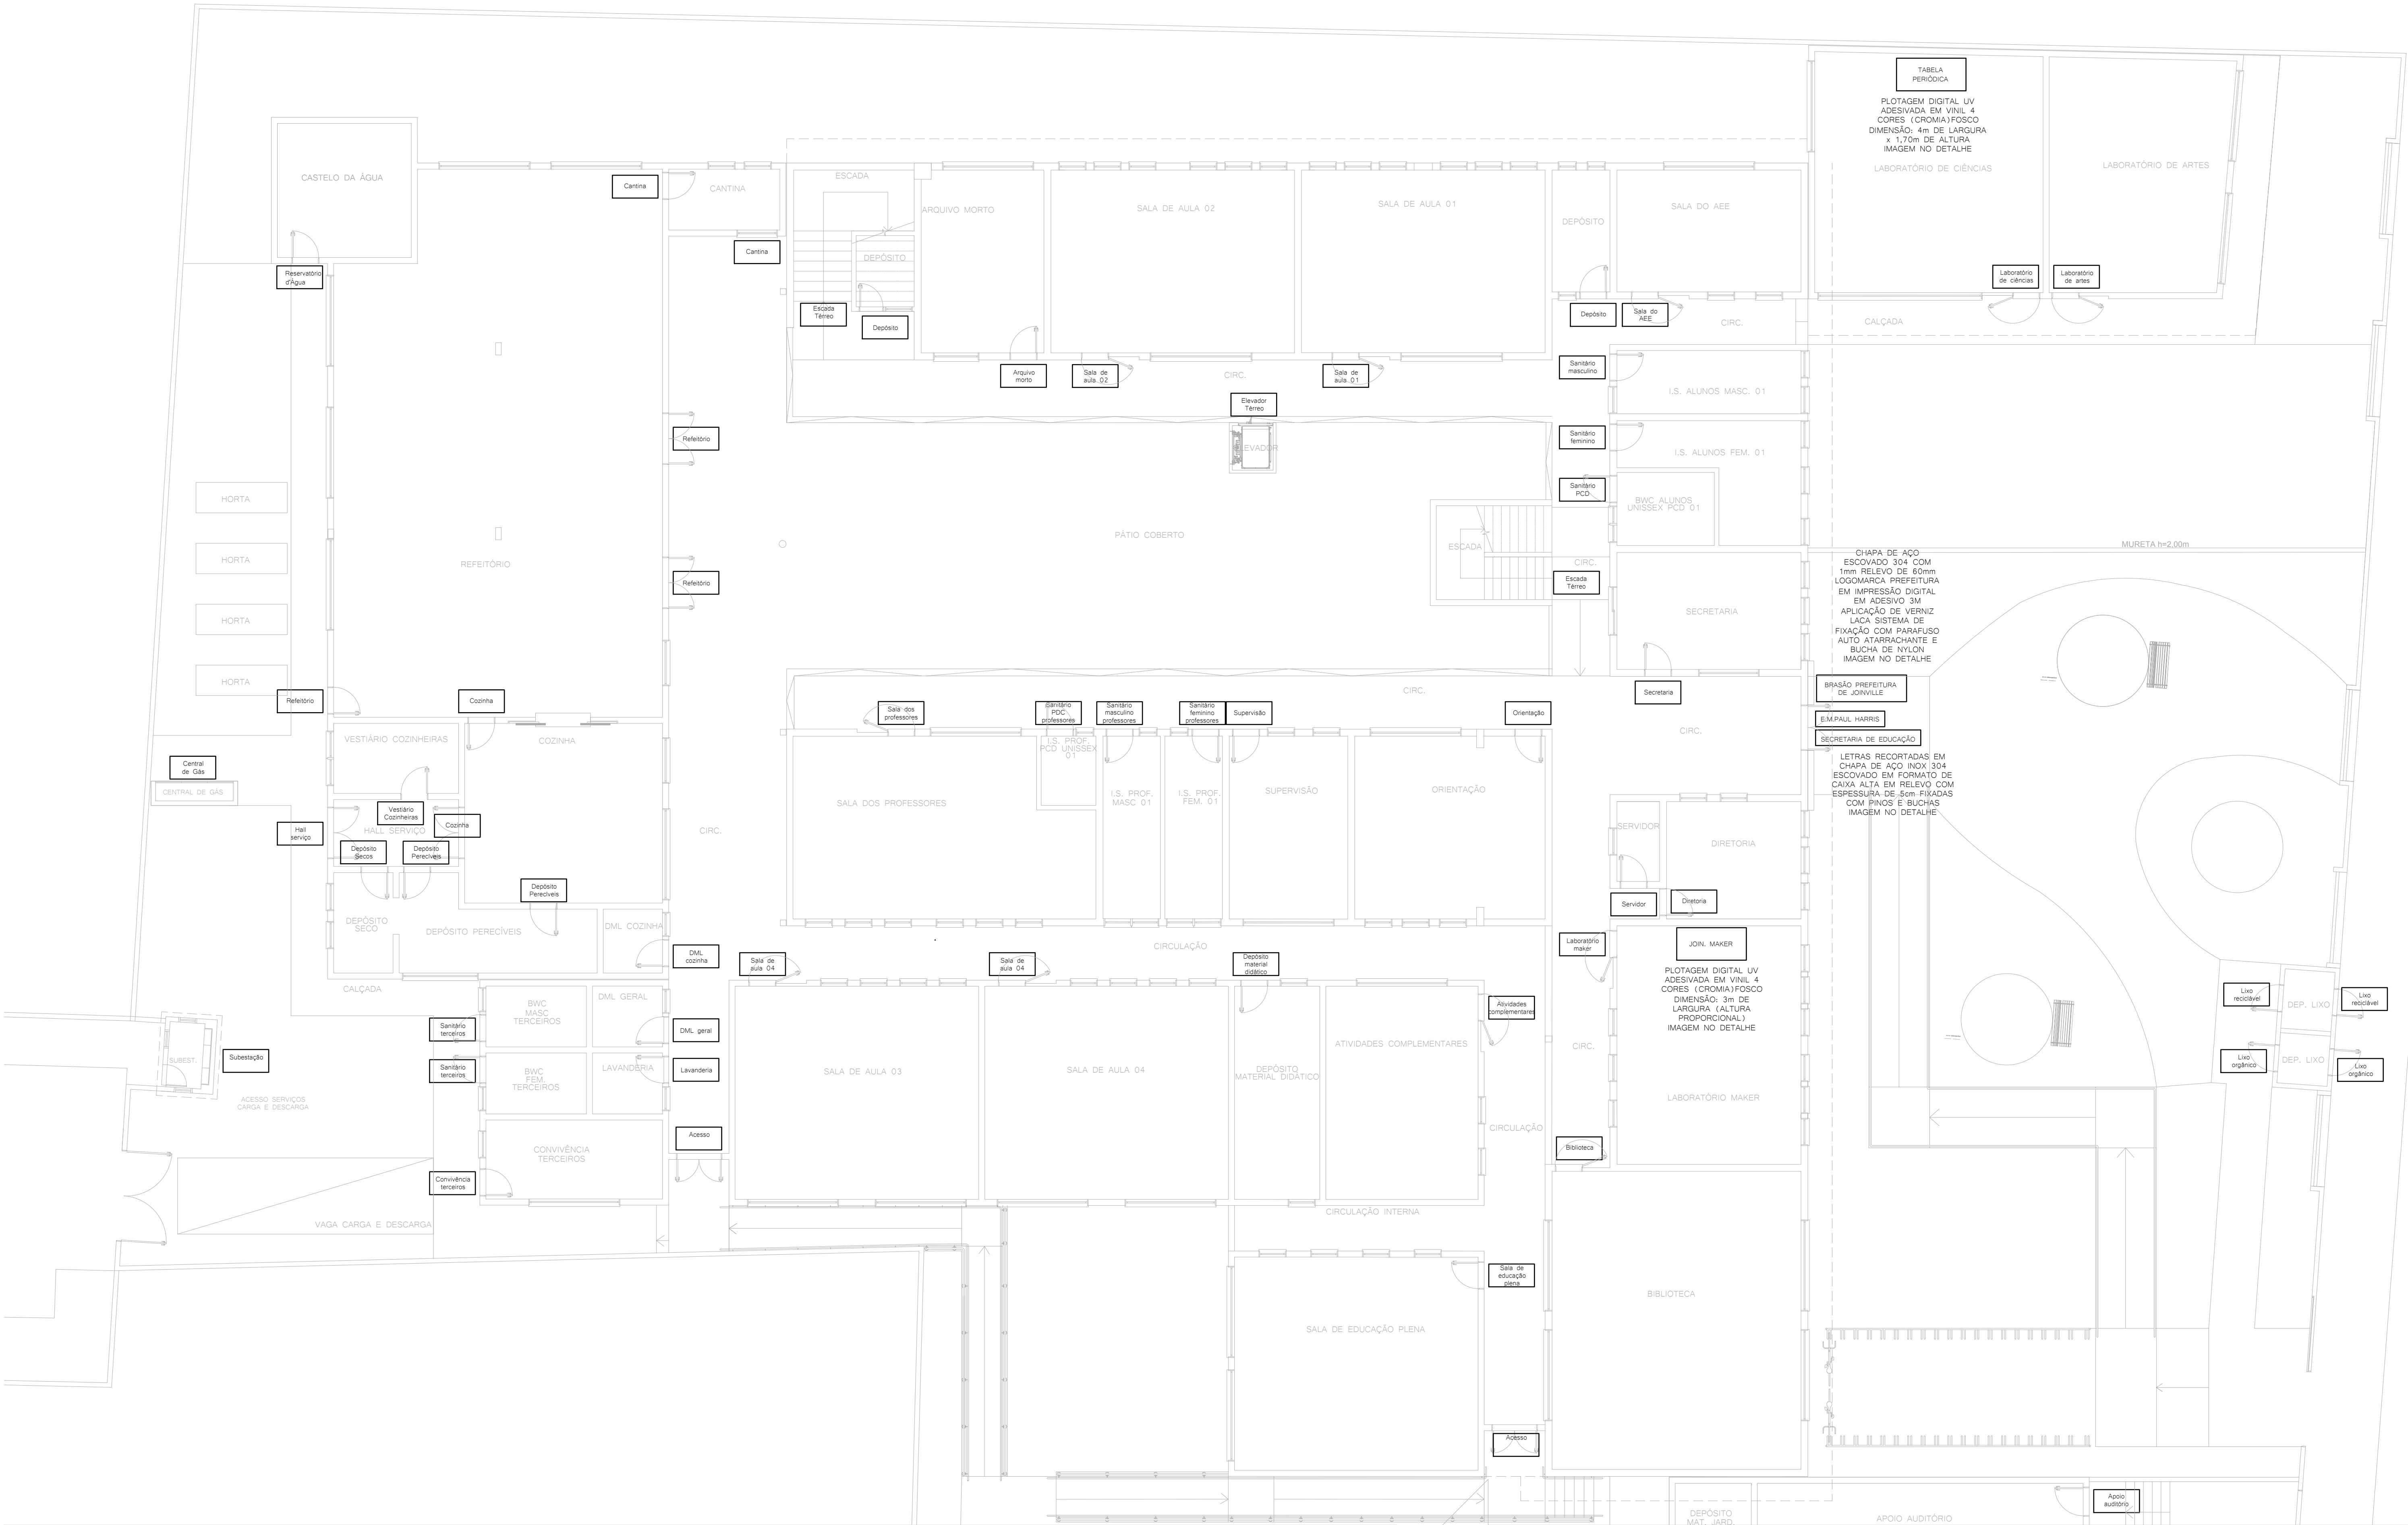 TABELA
PERIÓDICA
PLOTAGEM DIGITAL UV
ADESIVADA EM VINIL 4
CORES (CROMIA)FOSCO
DIMENSÃO: 4m DE LARGURA
x 1,70m DE ALTURA
IMAGEM NO DETALHE
LABORATÓRIO DE CIÊNCIAS
LABORATÓRIO DE ARTES
CASTELO DA ÁGUA
Cantina
CANTINA
ESCADA
ARQUIVO MORTO
SALA DE AULA 02
SALA DE AULA 01
DEPÓSITO
SALA DO AEE
Cantina
DEPÓSITO
Reservatório
d'Água
Laboratório
de ciências
Laboratório
de artes
Escada
Térreo
Depósito
Depósito
Sala do
AEE
CIRC.
CALÇADA
Arquivo
morto
Sala de
aula 02
Sala de
aula 01
CIRC.
Sanitário
masculino
I.S. ALUNOS MASC. 01
Elevador
Térreo
ELEVADOR
Refeitório
Sanitário
feminino
I.S. ALUNOS FEM. 01
Sanitário
PCD
BWC ALUNOS
UNISSEX PCD 01
HORTA
HORTA
HORTA
HORTA
REFEITÓRIO
PÁTIO COBERTO
ESCADA
CIRC.
MURETA h=2,00m
Refeitório
Escada
Térreo
SECRETARIA
CHAPA DE AÇO
ESCOVADO 304 COM
1mm RELEVO DE 60mm
LOGOMARCA PREFEITURA
EM IMPRESSÃO DIGITAL
EM ADESIVO 3M
APLICAÇÃO DE VERNIZ
LACA SISTEMA DE
FIXAÇÃO COM PARAFUSO
AUTO ATARRACHANTE E
BUCHA DE NYLON
IMAGEM NO DETALHE
Refeitório
Cozinha
CIRC.
Secretaria
BRASÃO PREFEITURA
DE JOINVILLE
E.M.PAUL HARRIS
SECRETARIA DE EDUCAÇÃO
LETRAS RECORTADAS EM
CHAPA DE AÇO INOX 304
ESCOVADO EM FORMATO DE
CAIXA ALTA EM RELEVO COM
ESPESSURA DE 5cm FIXADAS
COM PINOS E BUCHAS
IMAGEM NO DETALHE
Sala dos
professores
Sanitário
PDC
professores
Sanitário
masculino
professores
Sanitário
feminino
professores
Supervisão
Orientação
CIRC.
VESTIÁRIO COZINHEIRAS
COZINHA
I.S. PROF.
PCD UNISSEX
01
Central
de Gás
CENTRAL DE GÁS
Vestiário
Cozinheiras
Cozinha
Hall
serviço
HALL SERVIÇO
SALA DOS PROFESSORES
I.S. PROF.
MASC. 01
I.S. PROF.
FEM. 01
SUPERVISÃO
ORIENTAÇÃO
CIRC.
SERVIDOR
DIRETORIA
Depósito
Secos
Depósito
Perecíveis
Depósito
Perecíveis
Servidor
Diretoria
DEPÓSITO
SECO
DEPÓSITO PERECÍVEIS
DML COZINHA
DML
cozinha
CIRCULAÇÃO
Laboratório
maker
JOIN. MAKER
PLOTAGEM DIGITAL UV
ADESIVADA EM VINIL 4
CORES (CROMIA)FOSCO
DIMENSÃO: 3m DE
LARGURA (ALTURA
PROPORCIONAL)
IMAGEM NO DETALHE
Sala de
aula 04
Sala de
aula 04
Depósito
material
didático
CALÇADA
BWC
MASC
TERCEIROS
DML GERAL
Atividades
complementares
Lixo
reciclável
DEP. LIXO
Lixo
reciclável
Sanitário
terceiros
DML geral
Subestação
SUBEST.
Sanitário
terceiros
BWC
FEM.
TERCEIROS
LAVANDERIA
Lavanderia
SALA DE AULA 03
SALA DE AULA 04
DEPÓSITO
MATERIAL DIDÁTICO
ATIVIDADES COMPLEMENTARES
CIRC.
LABORATÓRIO MAKER
Lixo
orgânico
DEP. LIXO
Lixo
orgânico
ACESSO SERVIÇOS
CARGA E DESCARGA
Acesso
CIRCULAÇÃO
CONVIVÊNCIA
TERCEIROS
Convivência
terceiros
Biblioteca
VAGA CARGA E DESCARGA
CIRCULAÇÃO INTERNA
Sala de
educação
plena
SALA DE EDUCAÇÃO PLENA
BIBLIOTECA
Acesso
Apoio
auditório
DEPÓSITO
MAT. JARD.
APOIO AUDITÓRIO